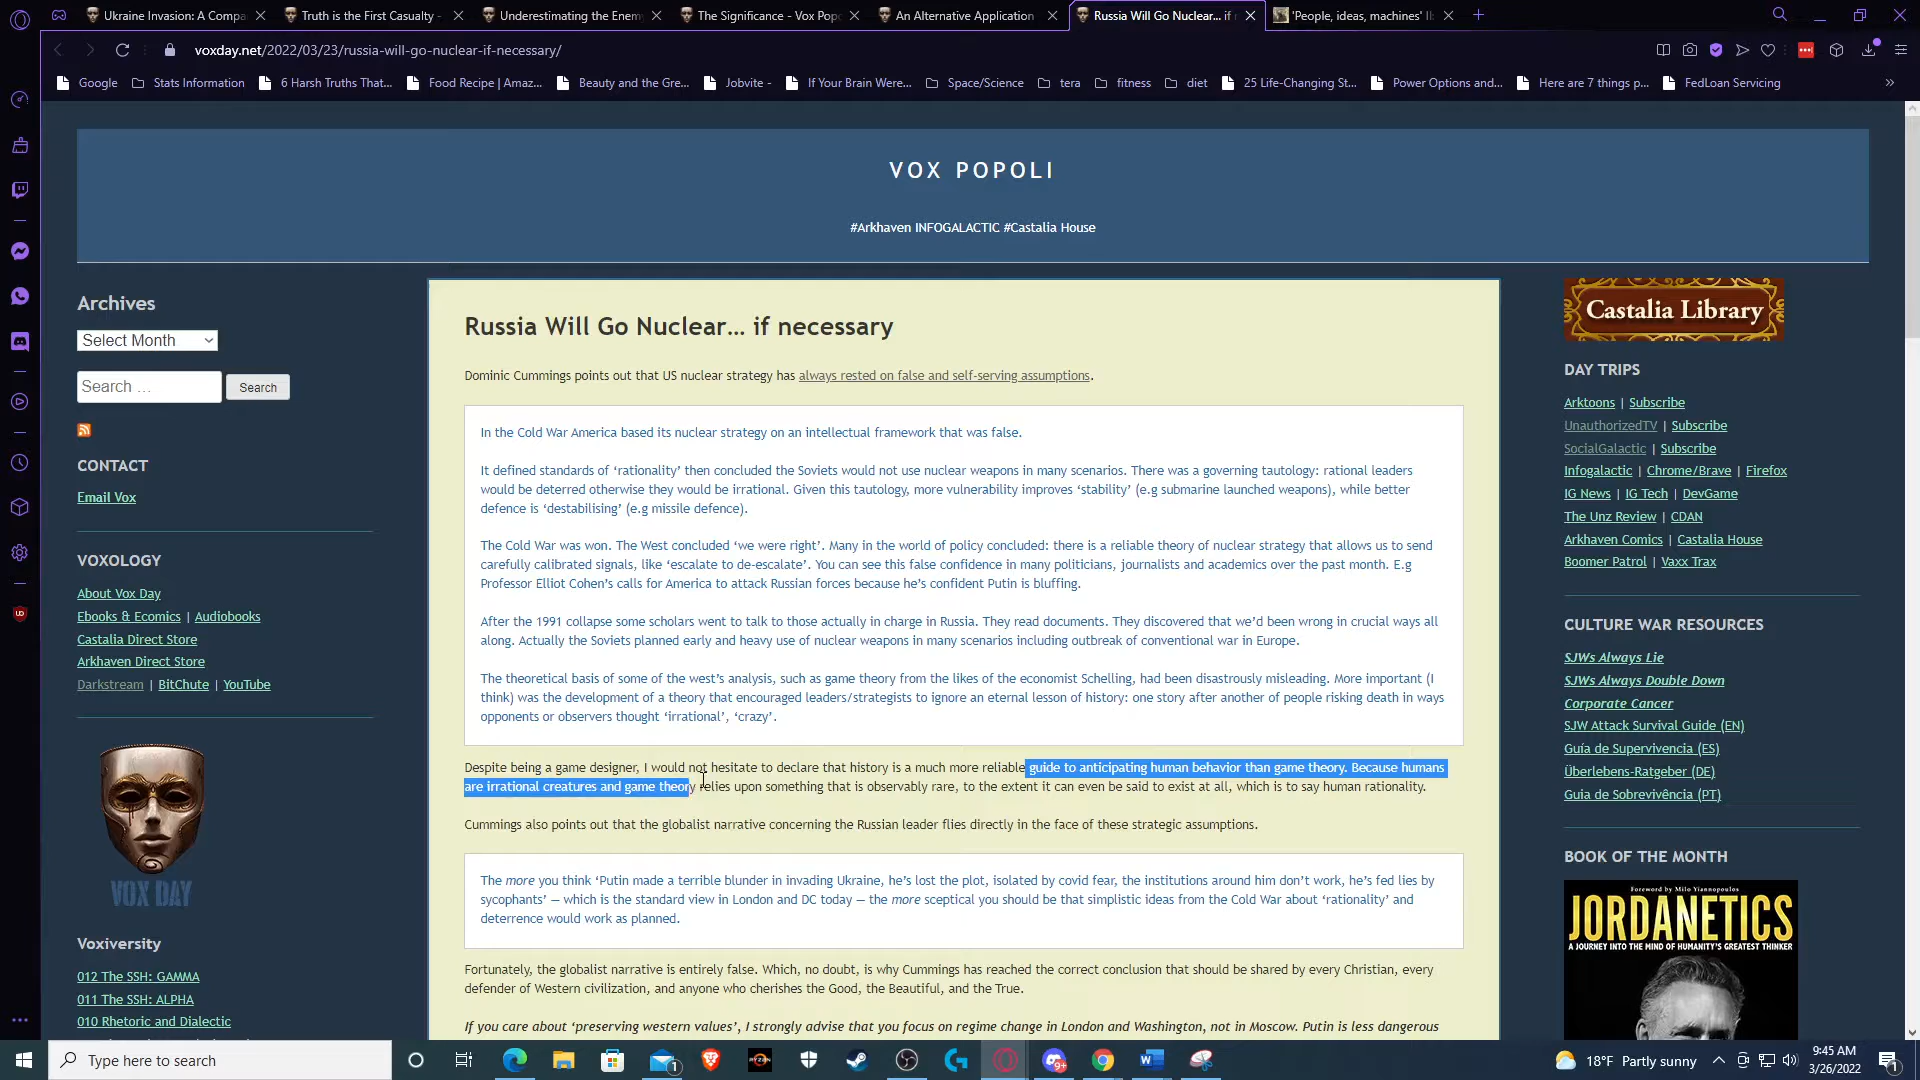 Ukraine Invasion: A Compa
Truth is the First Casualty -
Underestimating the Enem
The Significance - Vox Pop
An Alternative Application
Russia Will Go Nuclear... if
'People, ideas, machines' II
voxday.net/2022/03/23/russia-will-go-nuclear-if-necessary/
Google
Stats Information
6 Harsh Truths That...
Food Recipe | Amaz...
Beauty and the Gre...
Jobvite -
If Your Brain Were...
Space/Science
tera
fitness
diet
25 Life-Changing St...
Power Options and...
Here are 7 things p...
FedLoan Servicing
VOX POPOLI
#Arkhaven INFOGALACTIC #Castalia House
Archives
Select Month
Search ...
Search
CONTACT
Email Vox
VOXOLOGY
About Vox Day
Ebooks & Ecomics | Audiobooks
Castalia Direct Store
Arkhaven Direct Store
Darkstream | BitChute | YouTube
VOX DAY
Voxiversity
012 The SSH: GAMMA
011 The SSH: ALPHA
010 Rhetoric and Dialectic
Russia Will Go Nuclear… if necessary
Dominic Cummings points out that US nuclear strategy has always rested on false and self-serving assumptions.
In the Cold War America based its nuclear strategy on an intellectual framework that was false.
It defined standards of ‘rationality’ then concluded the Soviets would not use nuclear weapons in many scenarios. There was a governing tautology: rational leaders
would be deterred otherwise they would be irrational. Given this tautology, more vulnerability improves ‘stability’ (e.g submarine launched weapons), while better
defence is ‘destabilising’ (e.g missile defence).
The Cold War was won. The West concluded ‘we were right’. Many in the world of policy concluded: there is a reliable theory of nuclear strategy that allows us to send
carefully calibrated signals, like ‘escalate to de-escalate’. You can see this false confidence in many politicians, journalists and academics over the past month. E.g
Professor Elliot Cohen’s calls for America to attack Russian forces because he’s confident Putin is bluffing.
After the 1991 collapse some scholars went to talk to those actually in charge in Russia. They read documents. They discovered that we’d been wrong in crucial ways all
along. Actually the Soviets planned early and heavy use of nuclear weapons in many scenarios including outbreak of conventional war in Europe.
The theoretical basis of some of the west’s analysis, such as game theory from the likes of the economist Schelling, had been disastrously misleading. More important (I
think) was the development of a theory that encouraged leaders/strategists to ignore an eternal lesson of history: one story after another of people risking death in ways
opponents or observers thought ‘irrational’, ‘crazy’.
Despite being a game designer, I would not hesitate to declare that history is a much more reliable guide to anticipating human behavior than game theory. Because humans
are irrational creatures and game theory relies upon something that is observably rare, to the extent it can even be said to exist at all, which is to say human rationality.
Cummings also points out that the globalist narrative concerning the Russian leader flies directly in the face of these strategic assumptions.
The more you think ‘Putin made a terrible blunder in invading Ukraine, he’s lost the plot, isolated by covid fear, the institutions around him don’t work, he’s fed lies by
sycophants’ — which is the standard view in London and DC today — the more sceptical you should be that simplistic ideas from the Cold War about ‘rationality’ and
deterrence would work as planned.
Fortunately, the globalist narrative is entirely false. Which, no doubt, is why Cummings has reached the correct conclusion that should be shared by every Christian, every
defender of Western civilization, and anyone who cherishes the Good, the Beautiful, and the True.
If you care about ‘preserving western values’, I strongly advise that you focus on regime change in London and Washington, not in Moscow. Putin is less dangerous
Castalia Library
DAY TRIPS
Arktoons | Subscribe
UnauthorizedTV | Subscribe
SocialGalactic | Subscribe
Infogalactic | Chrome/Brave | Firefox
IG News | IG Tech | DevGame
The Unz Review | CDAN
Arkhaven Comics | Castalia House
Boomer Patrol | Vaxx Trax
CULTURE WAR RESOURCES
SJWs Always Lie
SJWs Always Double Down
Corporate Cancer
SJW Attack Survival Guide (EN)
Guía de Supervivencia (ES)
Überlebens-Ratgeber (DE)
Guia de Sobrevivência (PT)
BOOK OF THE MONTH
Foreword by Milo Yiannopoulos
JORDANETICS
A JOURNEY INTO THE MIND OF HUMANITY'S GREATEST THINKER
Type here to search
RYZEN
1
9+
18°F Partly sunny
9:45 AM
3/26/2022
1